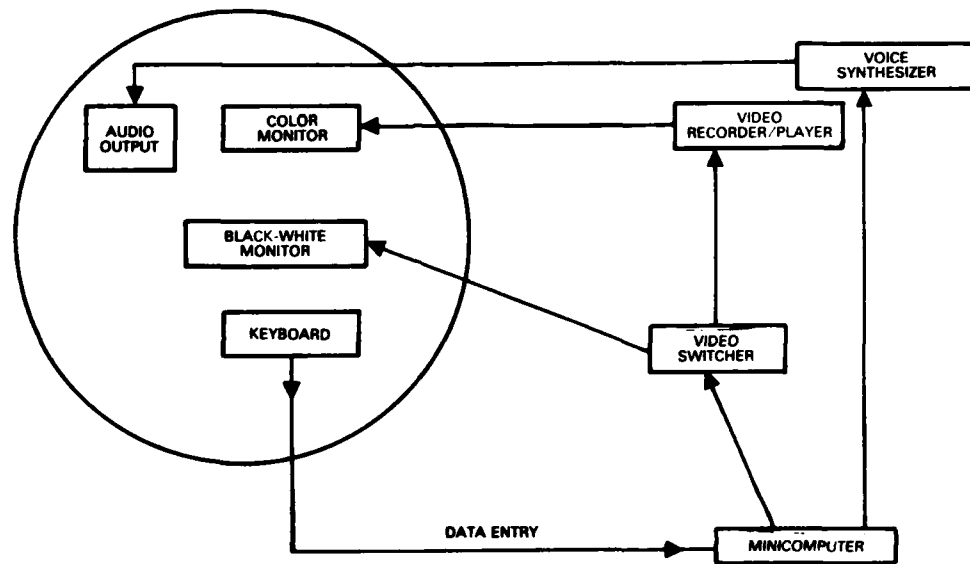 VOICE
SYNTHESIZER
AUDIO
OUTPUT
COLOR
MONITOR
VIDEO
RECORDER/PLAYER
BLACK-WHITE
MONITOR
KEYBOARD
VIDEO
SWITCHER
DATA ENTRY
MINICOMPUTER